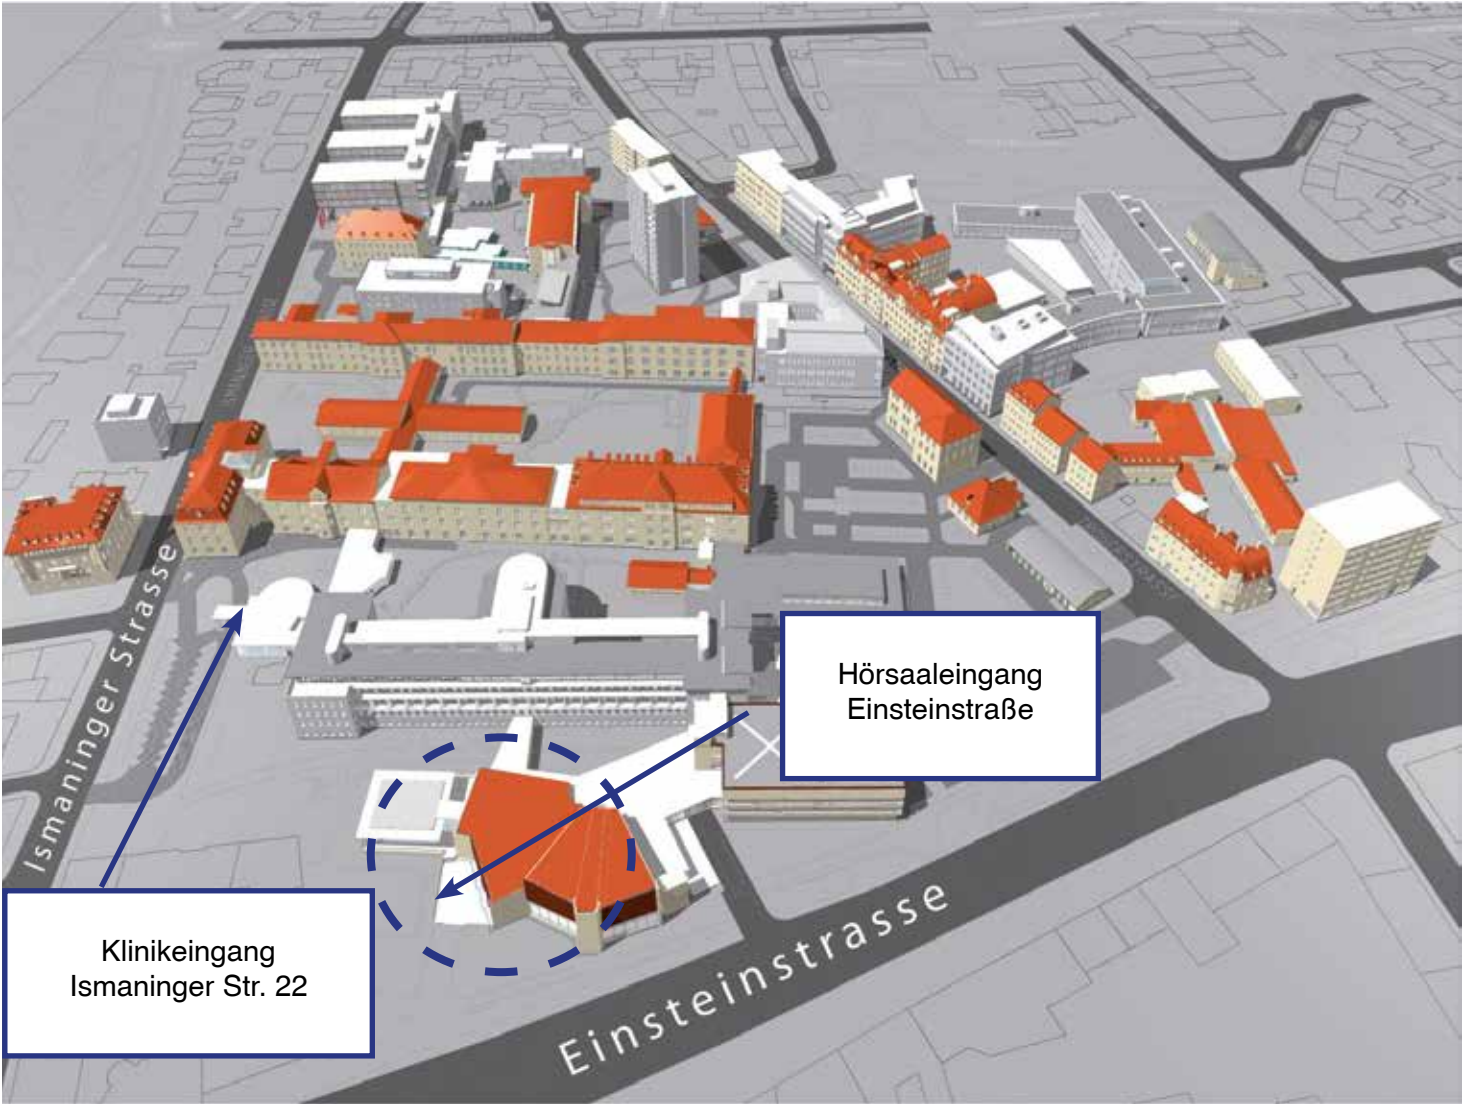 Ismaninger Strasse
Hörsaaleingang
Einsteinstraße
Klinikeingang
Ismaninger Str. 22
Einsteinstrasse